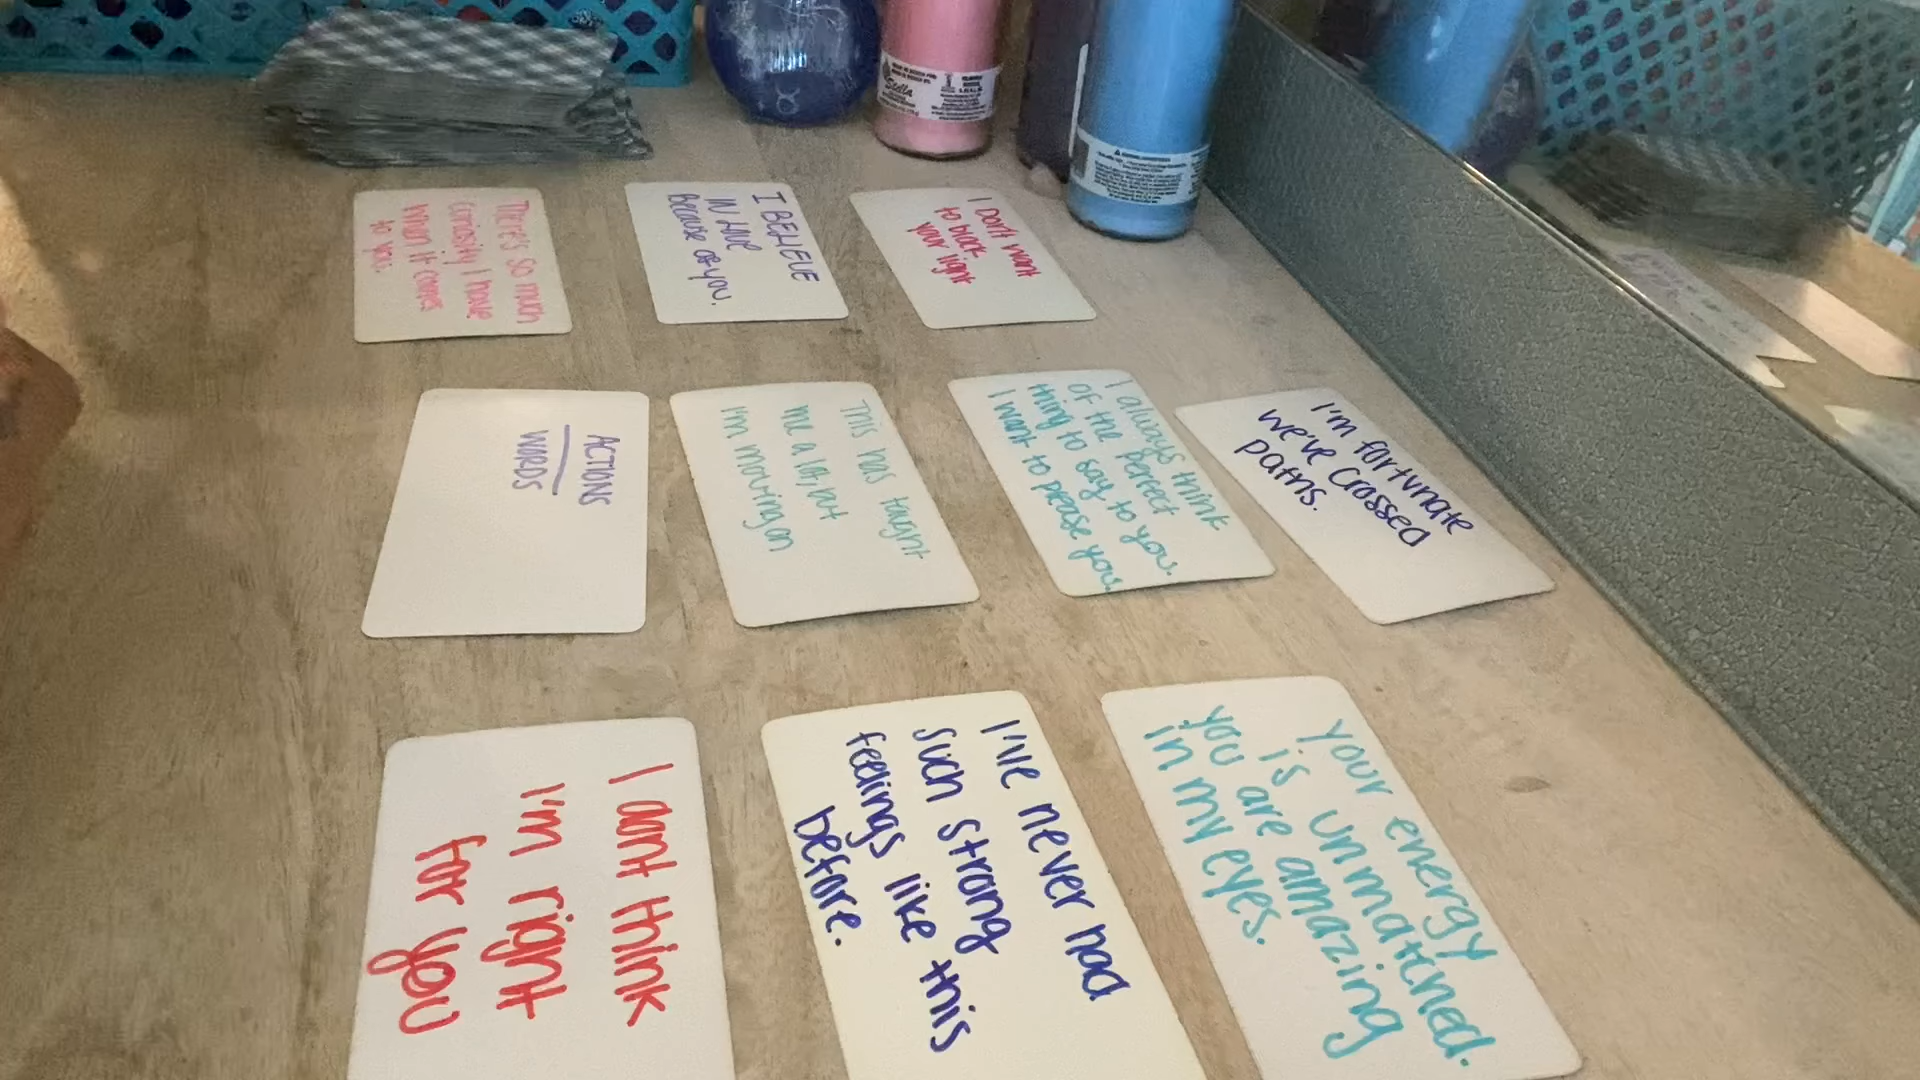 There's so much
curiosity I have
when it comes
to you.
I BELIEVE
IN LOVE
Because of you.
I Don't want
to block
your light
ACTIONS
WORDS
This has taught
me a lot, but
I'm moving on
I always think
of the perfect
thing to say to you.
I want to please you.
I'm fortunate
we've crossed
paths.
I dont think
I'm right
for you
I've never had
such strong
feelings like this
before.
your energy
is unmatched.
you are amazing
in my eyes.
Stella